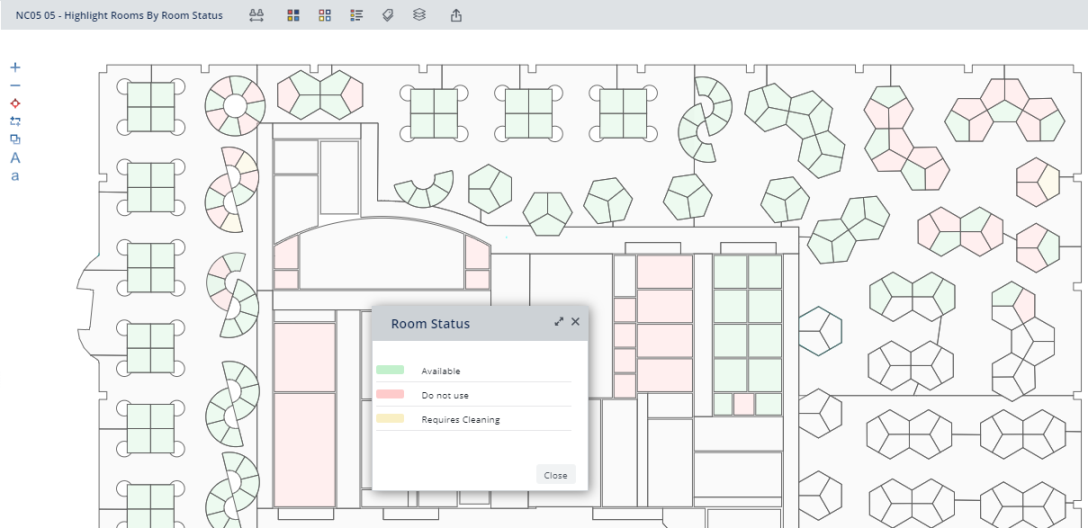 NC05 05 - Highlight Rooms By Room Status
A
a
Room Status
Available
Do not use
Requires Cleaning
Close